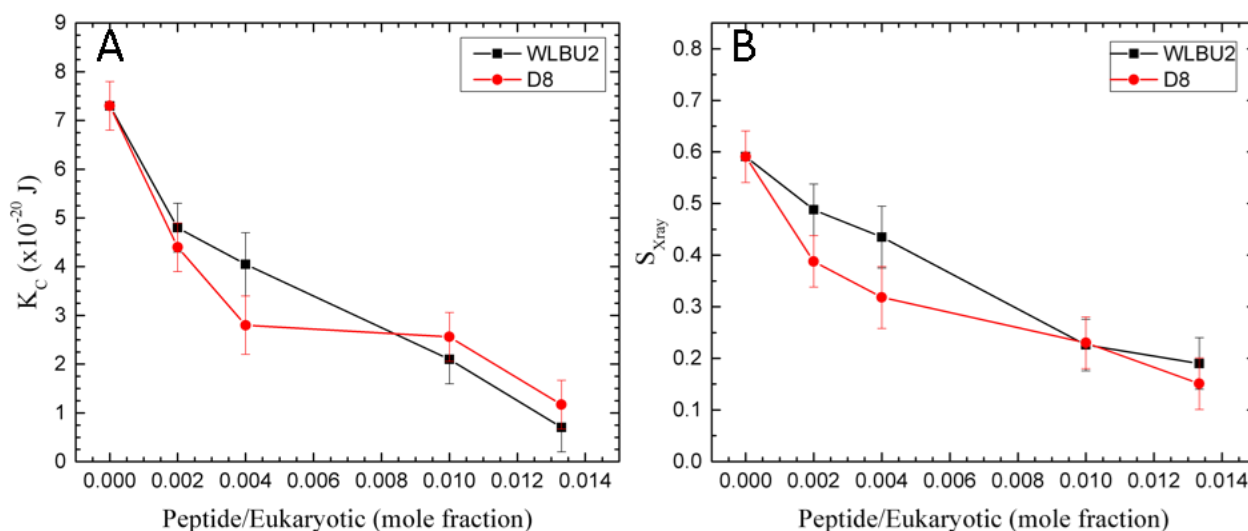 A
WLBU2
D8
9
8
7
6
5
4
3
2
1
0
K_C (x10^-20 J)
0.000 0.002 0.004 0.006 0.008 0.010 0.012 0.014
Peptide/Eukaryotic (mole fraction)
B
WLBU2
D8
0.8
0.7
0.6
0.5
0.4
0.3
0.2
0.1
0.0
S_Xray
0.000 0.002 0.004 0.006 0.008 0.010 0.012 0.014
Peptide/Eukaryotic (mole fraction)